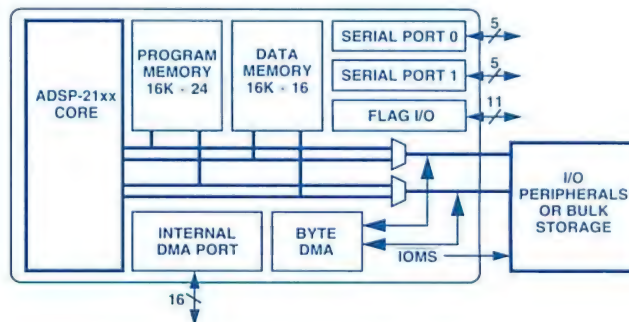 ADSP-21xx
CORE
PROGRAM
MEMORY
16K · 24
DATA
MEMORY
16K · 16
SERIAL PORT 0
5
SERIAL PORT 1
5
FLAG I/O
11
I/O
PERIPHERALS
OR BULK
STORAGE
INTERNAL
DMA PORT
BYTE
DMA
IOMS
16